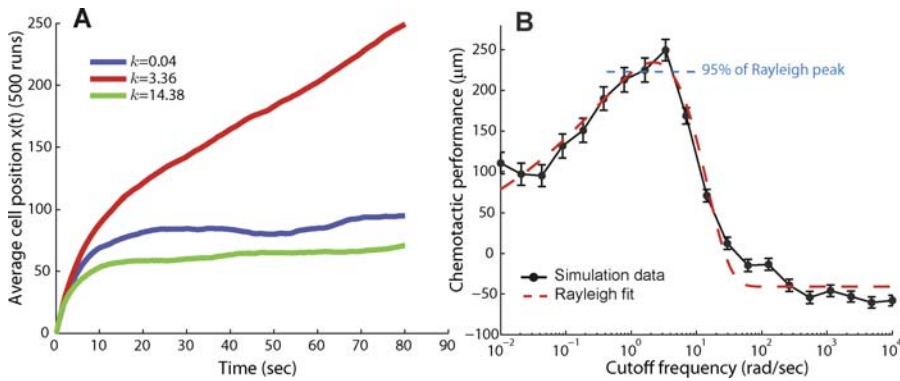 A
250
200
150
100
50
0
Average cell position x(t) (500 runs)
k=0.04
k=3.36
k=14.38
0 10 20 30 40 50 60 70 80 90
Time (sec)
B
250
200
150
100
50
0
−50
−100
Chemotactic performance (μm)
95% of Rayleigh peak
Simulation data
Rayleigh fit
10⁻² 10⁻¹ 10⁰ 10¹ 10² 10³ 10⁴
Cutoff frequency (rad/sec)